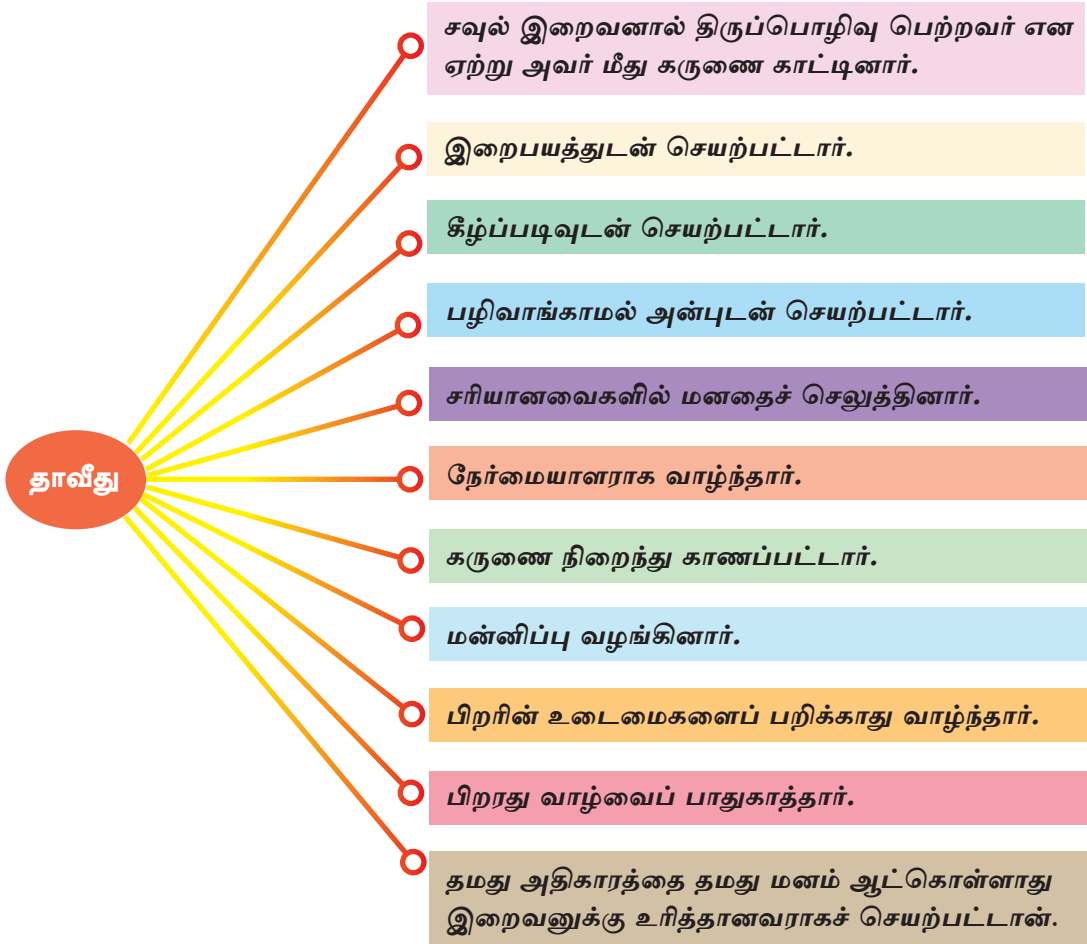 சவுல் இறைவனால் திருப்பொழிவு பெற்றவர் என
ஏற்று அவர் மீது கருணை காட்டினார்.
இறைபயத்துடன் செயற்பட்டார்.
கீழ்ப்படிவுடன் செயற்பட்டார்.
பழிவாங்காமல் அன்புடன் செயற்பட்டார்.
சரியானவைகளில் மனதைச் செலுத்தினார்.
தாவீது
நேர்மையாளராக வாழ்ந்தார்.
கருணை நிறைந்து காணப்பட்டார்.
மன்னிப்பு வழங்கினார்.
பிறரின் உடைமைகளைப் பறிக்காது வாழ்ந்தார்.
பிறரது வாழ்வைப் பாதுகாத்தார்.
தமது அதிகாரத்தை தமது மனம் ஆட்கொள்ளாது
இறைவனுக்கு உரித்தானவராகச் செயற்பட்டான்.